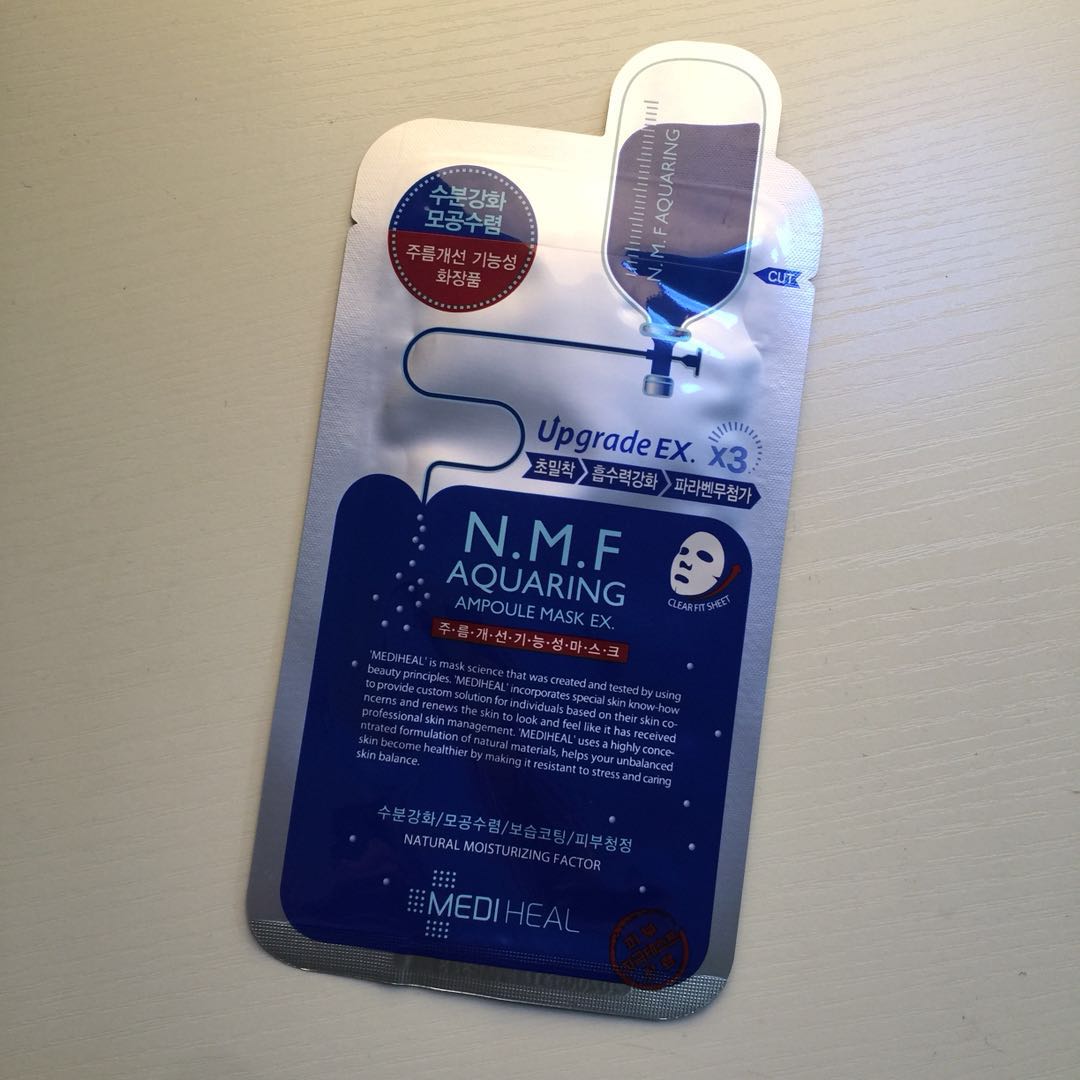 N.M.F AQUARING
수분강화
모공수렴
주름개선 기능성
화장품
CUT
Upgrade EX. x3
초밀착 흡수력강화 파라벤무첨가
N.M.F
AQUARING
AMPOULE MASK EX.
CLEAR FIT SHEET
주·름·개·선·기·능·성·마·스·크
'MEDIHEAL' is mask science that was created and tested by using
beauty principles. 'MEDIHEAL' incorporates special skin know-how
to provide custom solution for individuals based on their skin co-
ncerns and renews the skin to look and feel like it has received
professional skin management. 'MEDIHEAL' uses a highly conce-
ntrated formulation of natural materials, helps your unbalanced
skin become healthier by making it resistant to stress and caring
skin balance.
수분강화/모공수렴/보습코팅/피부청정
NATURAL MOISTURIZING FACTOR
MEDIHEAL
피부